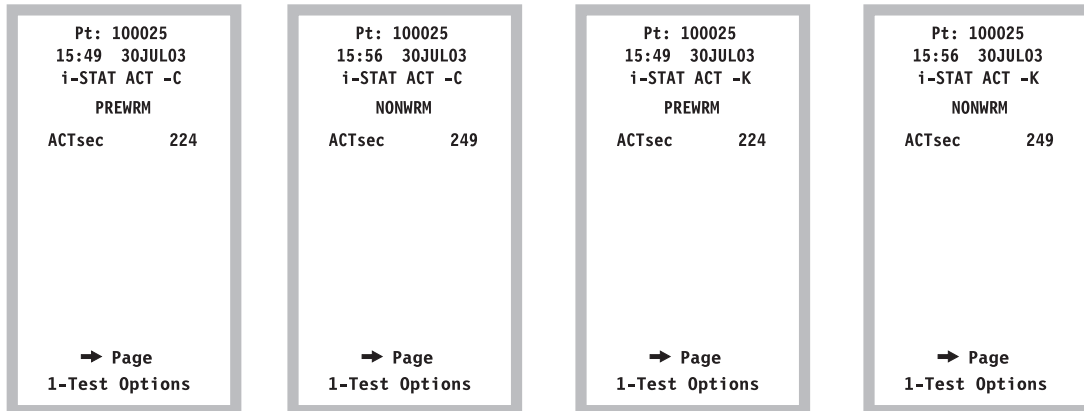 Pt: 100025
15:49 30JUL03
i-STAT ACT -C
PREWRM
ACTsec 224
➔ Page
1-Test Options
Pt: 100025
15:56 30JUL03
i-STAT ACT -C
NONWRM
ACTsec 249
➔ Page
1-Test Options
Pt: 100025
15:49 30JUL03
i-STAT ACT -K
PREWRM
ACTsec 224
➔ Page
1-Test Options
Pt: 100025
15:56 30JUL03
i-STAT ACT -K
NONWRM
ACTsec 249
➔ Page
1-Test Options